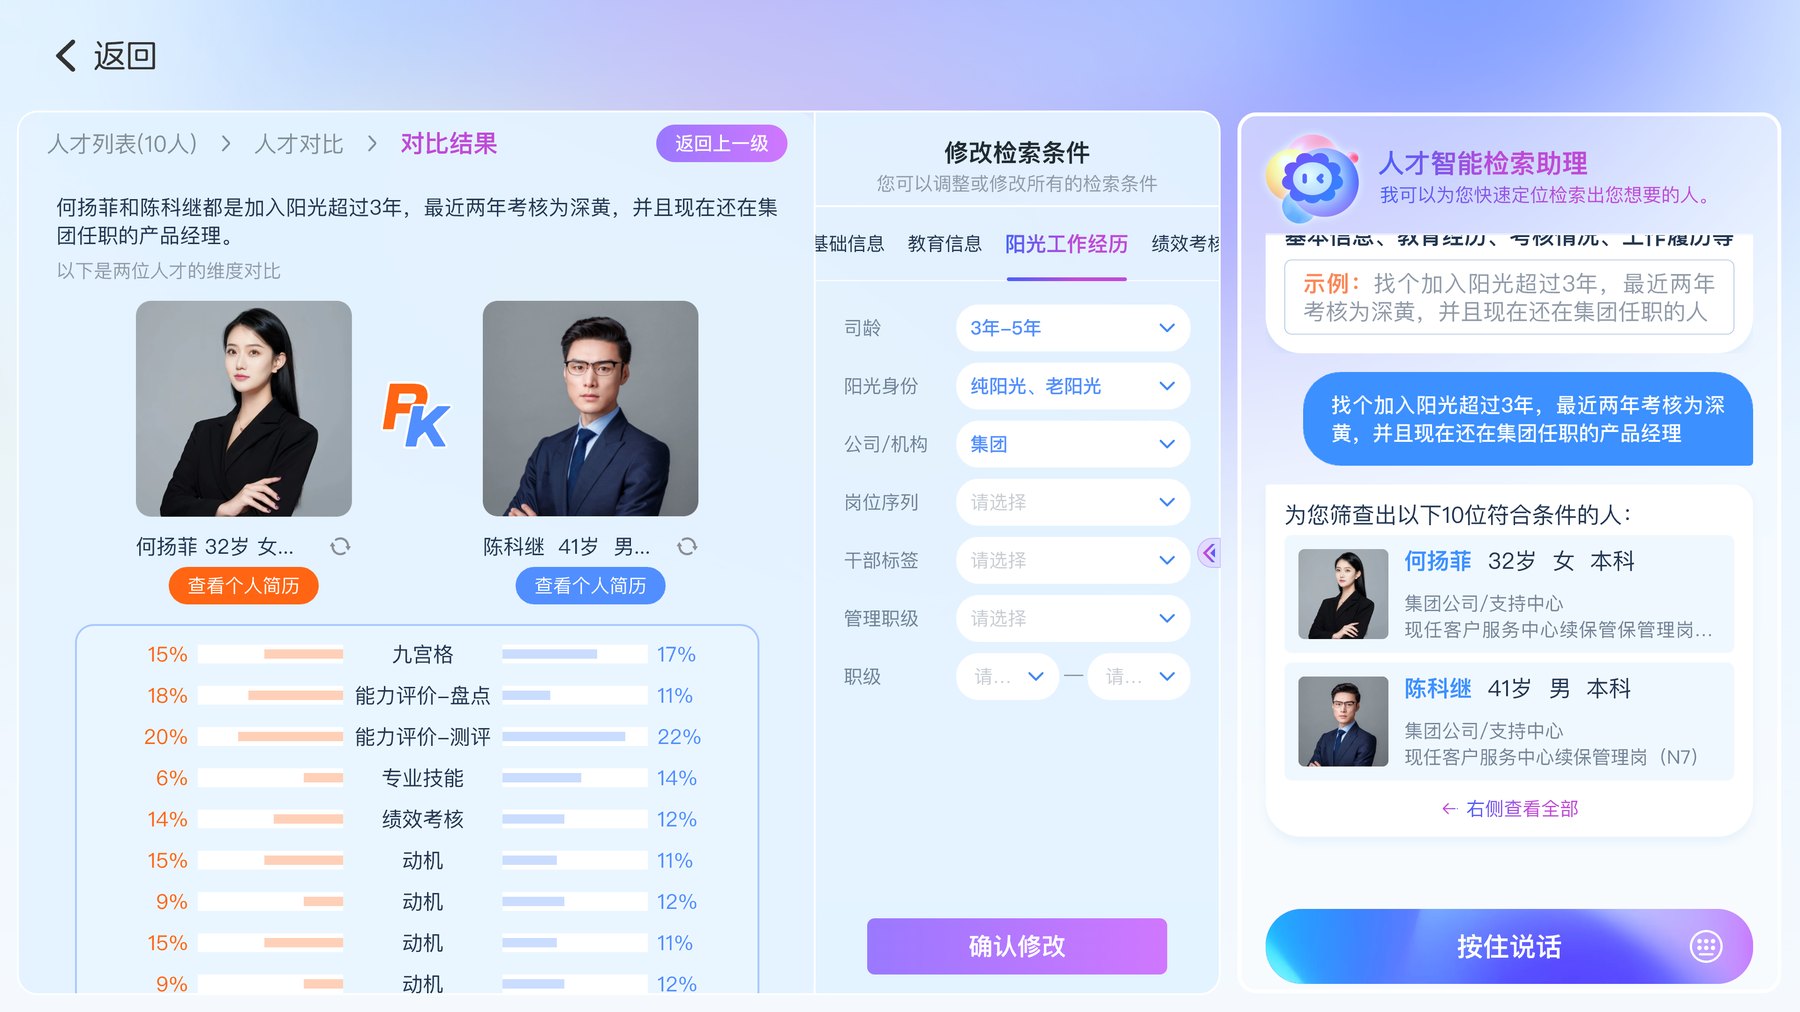 返回
人才列表(10人) > 人才对比 > 对比结果
返回上一级
何扬菲和陈科继都是加入阳光超过3年，最近两年考核为深黄，并且现在还在集
团任职的产品经理。
以下是两位人才的维度对比
PK
何扬菲 32岁 女...
陈科继 41岁 男...
查看个人简历
查看个人简历
15% 九宫格 17%
18% 能力评价-盘点 11%
20% 能力评价-测评 22%
6% 专业技能 14%
14% 绩效考核 12%
15% 动机 11%
9% 动机 12%
15% 动机 11%
9% 动机 12%
修改检索条件
您可以调整或修改所有的检索条件
基础信息 教育信息 阳光工作经历 绩效考核
司龄 3年-5年
阳光身份 纯阳光、老阳光
公司/机构 集团
岗位序列 请选择
干部标签 请选择
管理职级 请选择
职级 请... — 请...
确认修改
人才智能检索助理
我可以为您快速定位检索出您想要的人。
基本信息、教育经历、考核情况、工作履历等
示例：找个加入阳光超过3年，最近两年
考核为深黄，并且现在还在集团任职的人
找个加入阳光超过3年，最近两年考核为深
黄，并且现在还在集团任职的产品经理
为您筛查出以下10位符合条件的人：
何扬菲 32岁 女 本科
集团公司/支持中心
现任客户服务中心续保管保管理岗...
陈科继 41岁 男 本科
集团公司/支持中心
现任客户服务中心续保管理岗（N7）
← 右侧查看全部
按住说话